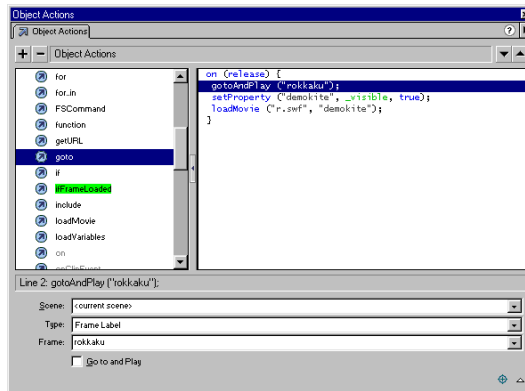 Object Actions
Object Actions
?
+ - Object Actions
for
for..in
FSCommand
function
getURL
goto
if
ifFrameLoaded
include
loadMovie
loadVariables
on
onClipEvent
on (release) {
gotoAndPlay ("rokkaku");
setProperty ("demokite", _visible, true);
loadMovie ("r.swf", "demokite");
}
Line 2: gotoAndPlay ("rokkaku");
Scene: <current scene>
Type: Frame Label
Frame: rokkaku
Go to and Play